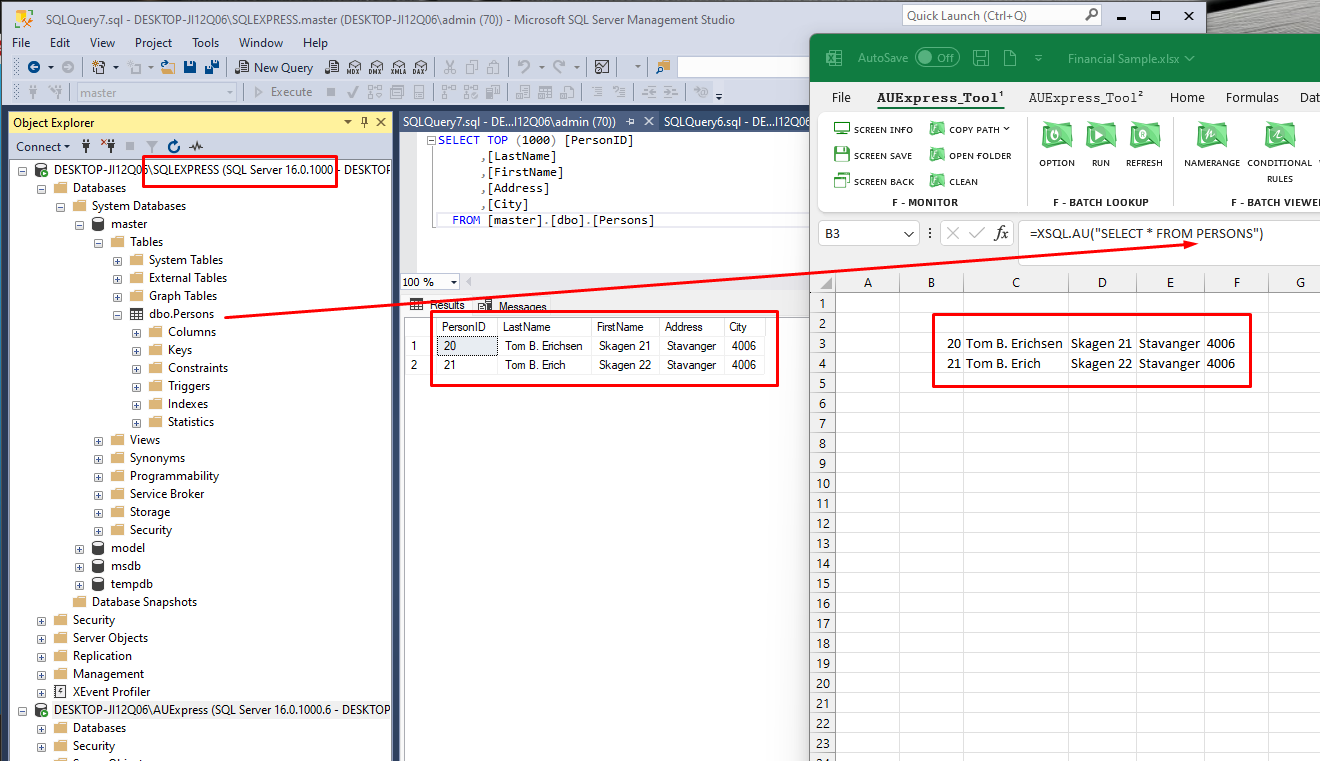 SQLQuery7.sql - DESKTOP-JI12Q06\SQLEXPRESS.master (DESKTOP-JI12Q06\admin (70)) - Microsoft SQL Server Management Studio
Quick Launch (Ctrl+Q)
File Edit View Project Tools Window Help
New Query
MDX DMX XMLA DAX
master
Execute
Object Explorer
Connect
DESKTOP-JI12Q06\SQLEXPRESS (SQL Server 16.0.1000 - DESKTOP
Databases
System Databases
master
Tables
System Tables
External Tables
Graph Tables
dbo.Persons
Columns
Keys
Constraints
Triggers
Indexes
Statistics
Views
Synonyms
Programmability
Service Broker
Storage
Security
model
msdb
tempdb
Database Snapshots
Security
Server Objects
Replication
Management
XEvent Profiler
DESKTOP-JI12Q06\AUExpress (SQL Server 16.0.1000.6 - DESKTOP
Databases
Security
SQLQuery7.sql - DE...I12Q06\admin (70)) SQLQuery6.sql - DE...I12Q06
SELECT TOP (1000) [PersonID]
,[LastName]
,[FirstName]
,[Address]
,[City]
FROM [master].[dbo].[Persons]
100 %
Results Messages
PersonID LastName FirstName Address City
1 20 Tom B. Erichsen Skagen 21 Stavanger 4006
2 21 Tom B. Erich Skagen 22 Stavanger 4006
AutoSave Off Financial Sample.xlsx
File AUExpress_Tool¹ AUExpress_Tool² Home Formulas Dat
SCREEN INFO COPY PATH
SCREEN SAVE OPEN FOLDER
SCREEN BACK CLEAN
F - MONITOR
OPTION RUN REFRESH
F - BATCH LOOKUP
NAMERANGE CONDITIONAL
RULES
F - BATCH VIEWER
B3 fx =XSQL.AU("SELECT * FROM PERSONS")
A B C D E F G
1
2
3 20 Tom B. Erichsen Skagen 21 Stavanger 4006
4 21 Tom B. Erich Skagen 22 Stavanger 4006
5
6
7
8
9
10
11
12
13
14
15
16
17
18
19
20
21
22
23